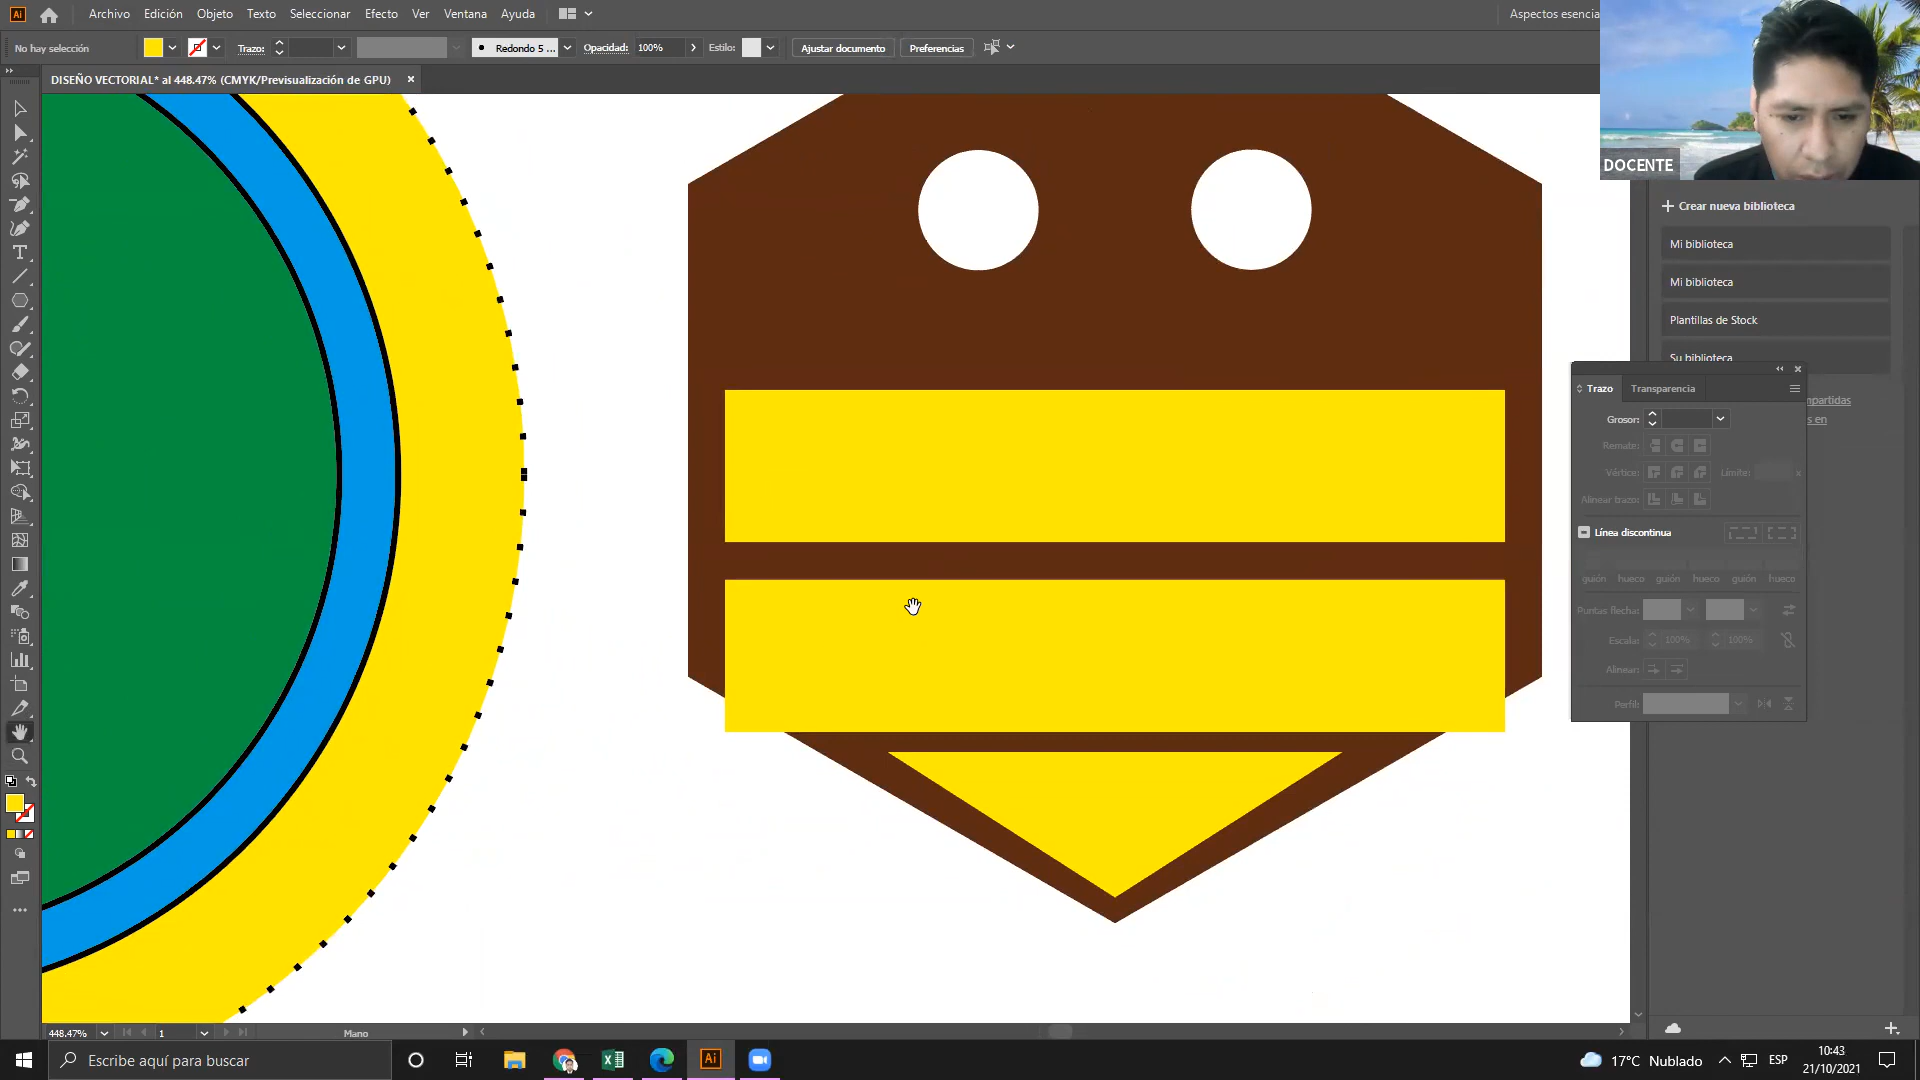 Archivo Edición Objeto Texto Seleccionar Efecto Ver Ventana Ayuda
Aspectos esencia
No hay selección
Trazo:
Redondo 5 ...
Opacidad: 100%
Estilo:
Ajustar documento
Preferencias
DISEÑO VECTORIAL* al 448.47% (CMYK/Previsualización de GPU)
DOCENTE
Crear nueva biblioteca
Mi biblioteca
Mi biblioteca
Plantillas de Stock
Su biblioteca
mpartidas
s en
Trazo Transparencia
Grosor:
Remate:
Vértice: Límite: x
Alinear trazo:
Línea discontinua
guión hueco guión hueco guión hueco
Puntas flecha:
Escala: 100% 100%
Alinear:
Perfil:
448.47% 1 Mano
Escribe aquí para buscar
17°C Nublado
ESP
10:43
21/10/2021